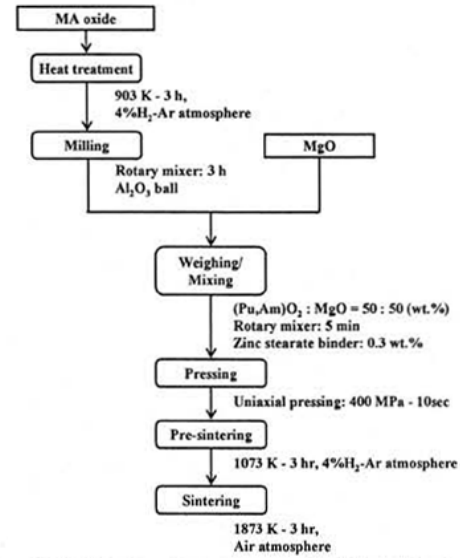 MA oxide
Heat treatment
903 K - 3 h,
4%H₂-Ar atmosphere
Milling
MgO
Rotary mixer: 3 h
Al₂O₃ ball
Weighing/
Mixing
(Pu,Am)O₂ : MgO = 50 : 50 (wt.%)
Rotary mixer: 5 min
Zinc stearate binder: 0.3 wt.%
Pressing
Uniaxial pressing: 400 MPa - 10sec
Pre-sintering
1073 K - 3 hr, 4%H₂-Ar atmosphere
Sintering
1873 K - 3 hr,
Air atmosphere